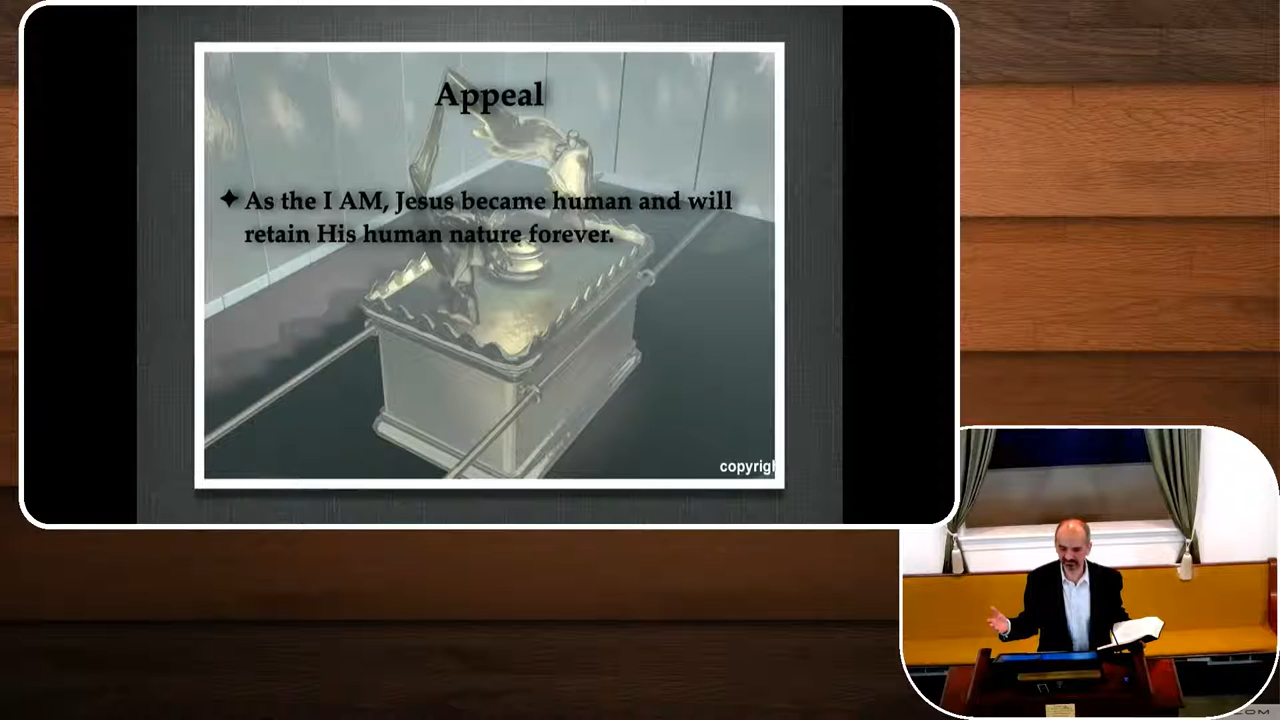 Appeal
✦ As the I AM, Jesus became human and will
retain His human nature forever.
copyrigh